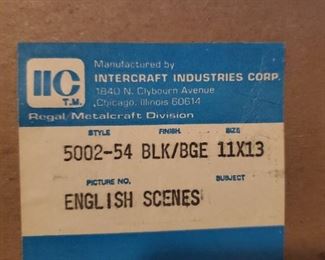 IIC
T.M.
Manufactured by
INTERCRAFT INDUSTRIES CORP.
1840 N. Clybourn Avenue
Chicago, Illinois 60614
Regal/Metalcraft Division
STYLE FINISH SIZE
5002-54 BLK/BGE 11X13
PICTURE NO. SUBJECT
ENGLISH SCENES